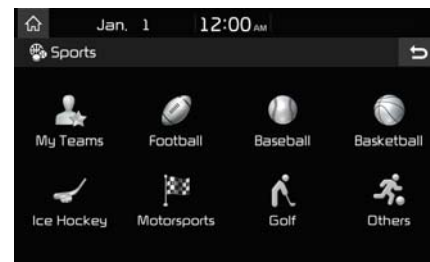 Jan. 1 12:00 AM
Sports
My Teams Football Baseball Basketball
Ice Hockey Motorsports Golf Others